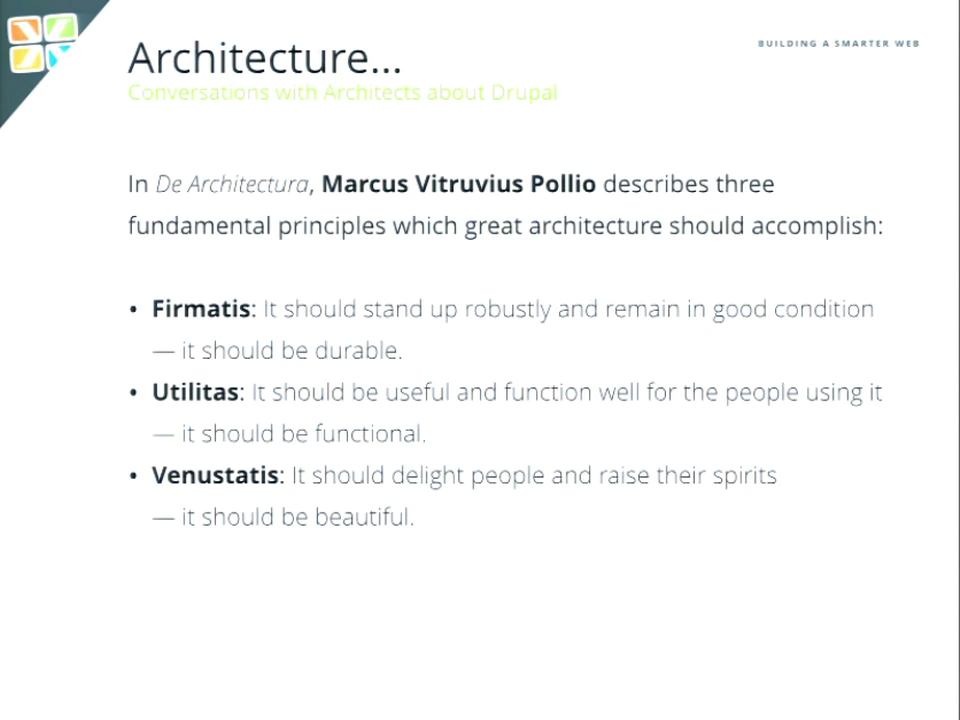 Architecture...
BUILDING A SMARTER WEB
Conversations with Architects about Drupal
In De Architectura, Marcus Vitruvius Pollio describes three
fundamental principles which great architecture should accomplish:
• Firmatis: It should stand up robustly and remain in good condition
— it should be durable.
• Utilitas: It should be useful and function well for the people using it
— it should be functional.
• Venustatis: It should delight people and raise their spirits
— it should be beautiful.